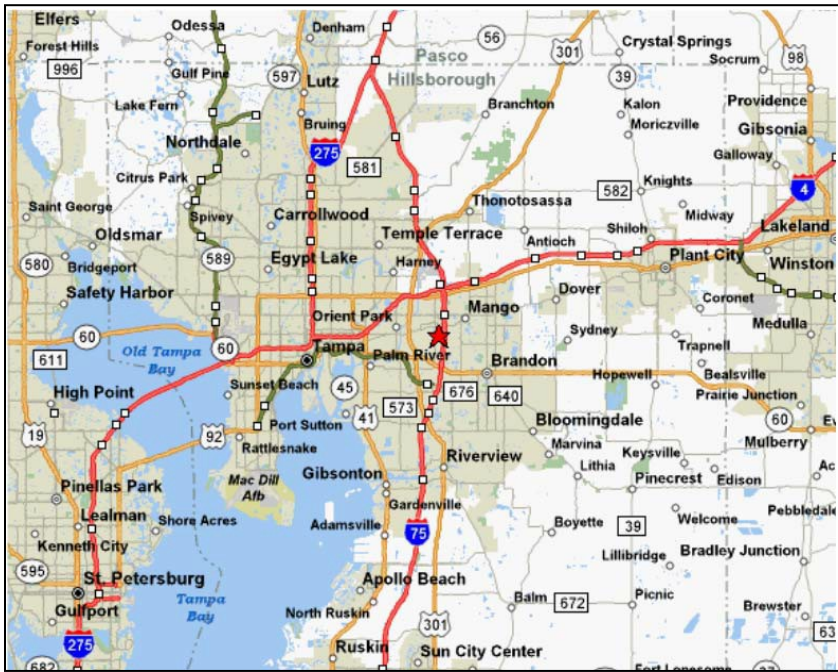 Elfers
Odessa
Denham
56
301
Crystal Springs
4
Forest Hills
996
Gulf Pine
597
Lutz
Pasco
Hillsborough
39
Socrum
98
Lake Fern
Bruing
Branchton
Kalon
Providence
Northdale
275
Moriczville
Gibsonia
581
Galloway
Citrus Park
582
Knights
4
Saint George
Spivey
Carrollwood
Thonotosassa
Midway
Oldsmar
Temple Terrace
Shiloh
Lakeland
580
Bridgeport
589
Egypt Lake
Harney
Antioch
Plant City
Winston
Safety Harbor
Dover
Coronet
Orient Park
Mango
60
Old Tampa
Bay
60
Tampa
Sydney
Medulla
611
Palm River
Brandon
Trapnell
High Point
Sunset Beach
45
676
640
Hopewell
Bealsville
Prairie Junction
19
92
Port Sutton
41
573
Bloomingdale
60
Rattlesnake
Marvina
Keysville
Mulberry
Pinellas Park
Mac Dill
Afb
Gibsonton
Riverview
Lithia
Pinecrest
Edison
Lealman
Shore Acres
Gardenville
39
Welcome
Pebbledale
Kenneth City
Adamsville
75
Boyette
Lillibridge
Bradley Junction
595
St. Petersburg
Apollo Beach
Gulfport
Tampa
Bay
North Ruskin
301
Balm
672
Picnic
Brewster
275
Ruskin
Sun City Center
Fort Lonesome
682